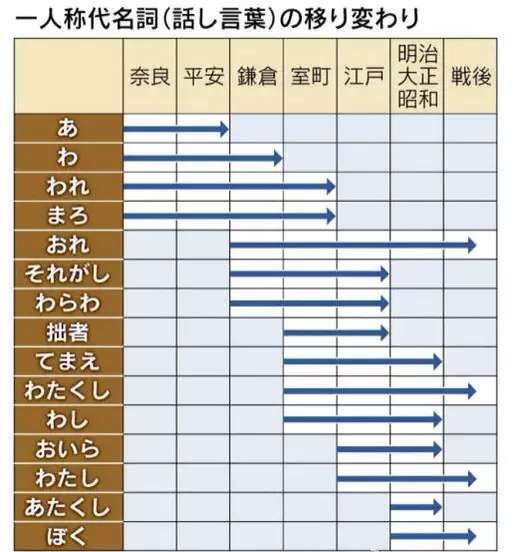 一人称代名詞(話し言葉)の移り変わり
奈良 平安 鎌倉 室町 江戸 明治大正昭和 戦後
あ
わ
われ
まろ
おれ
それがし
わらわ
拙者
てまえ
わたくし
わし
おいら
わたし
あたくし
ぼく